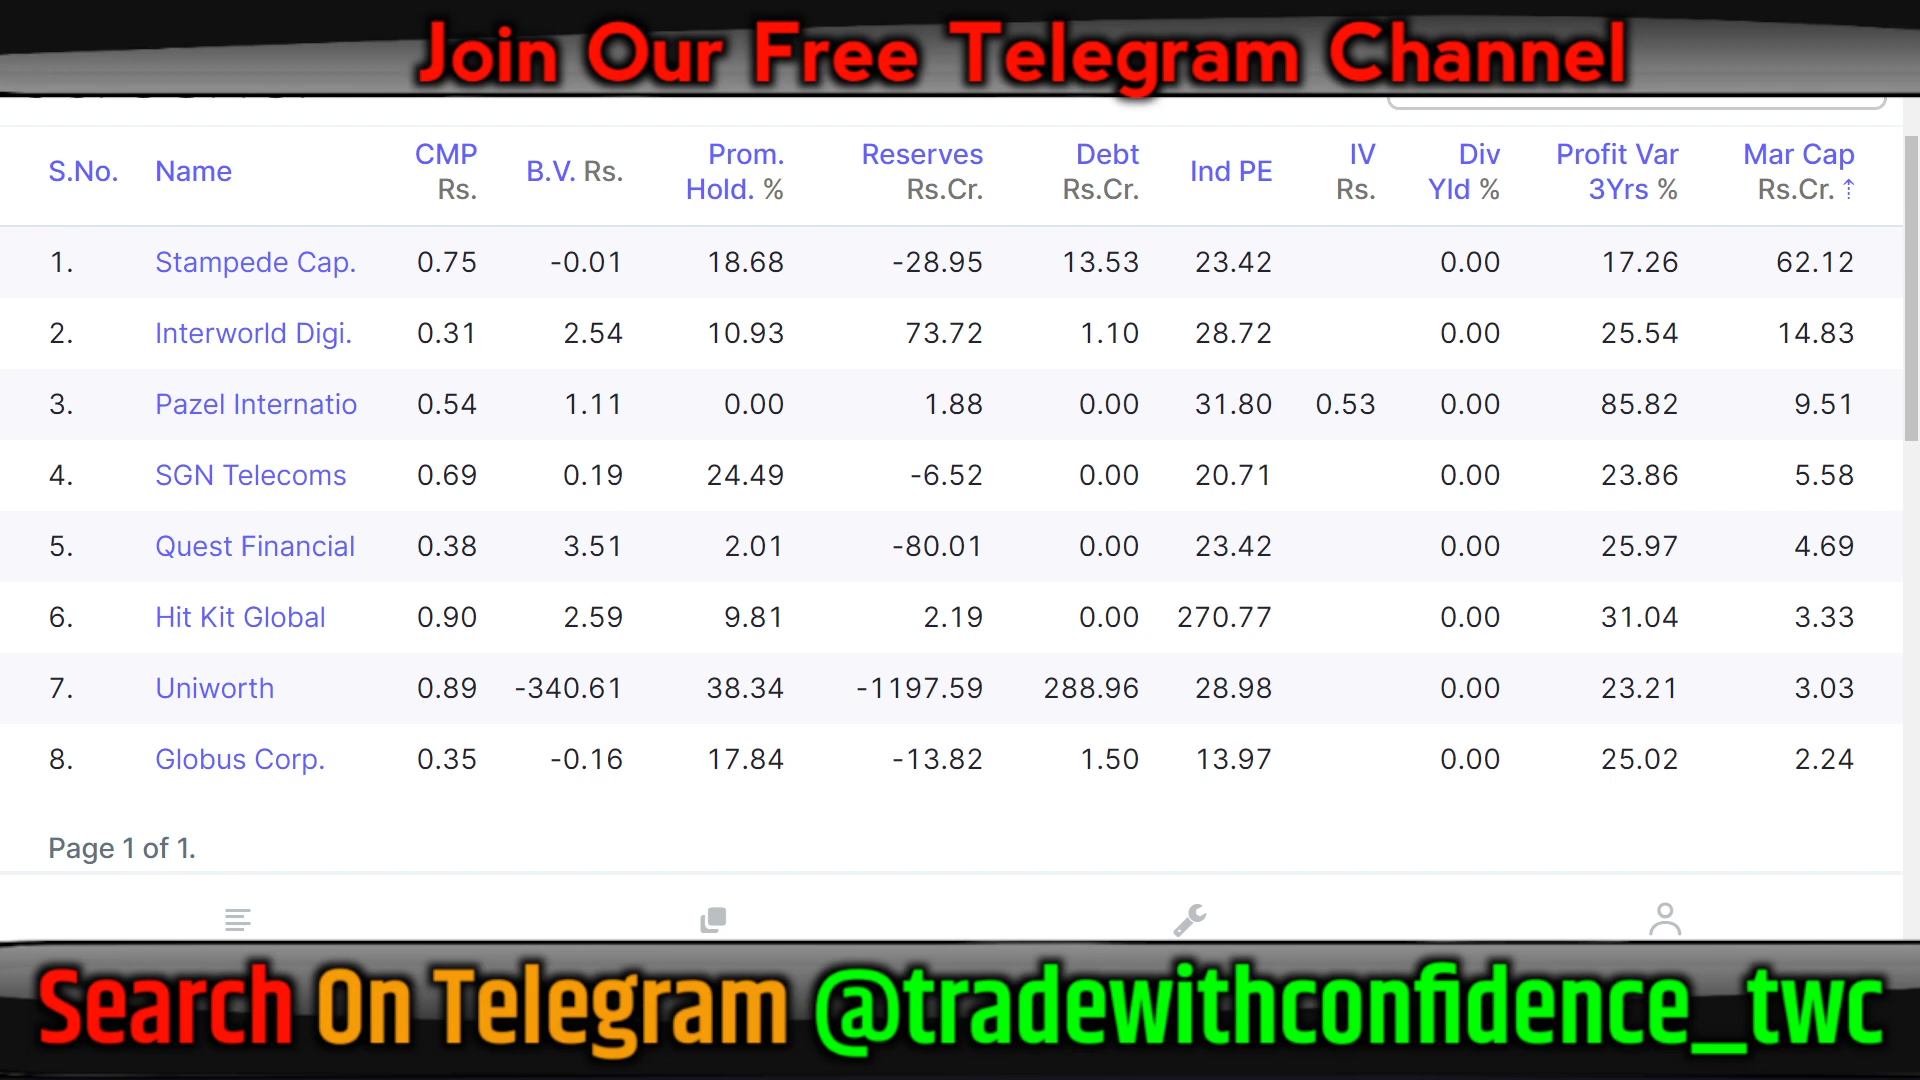 Join Our Free Telegram Channel
S.No. Name CMP Rs. B.V. Rs. Prom. Hold. % Reserves Rs.Cr. Debt Rs.Cr. Ind PE IV Rs. Div Yld % Profit Var 3Yrs % Mar Cap Rs.Cr. ⇡
1. Stampede Cap. 0.75 -0.01 18.68 -28.95 13.53 23.42 0.00 17.26 62.12
2. Interworld Digi. 0.31 2.54 10.93 73.72 1.10 28.72 0.00 25.54 14.83
3. Pazel Internatio 0.54 1.11 0.00 1.88 0.00 31.80 0.53 0.00 85.82 9.51
4. SGN Telecoms 0.69 0.19 24.49 -6.52 0.00 20.71 0.00 23.86 5.58
5. Quest Financial 0.38 3.51 2.01 -80.01 0.00 23.42 0.00 25.97 4.69
6. Hit Kit Global 0.90 2.59 9.81 2.19 0.00 270.77 0.00 31.04 3.33
7. Uniworth 0.89 -340.61 38.34 -1197.59 288.96 28.98 0.00 23.21 3.03
8. Globus Corp. 0.35 -0.16 17.84 -13.82 1.50 13.97 0.00 25.02 2.24
Page 1 of 1.
Search On Telegram @tradewithconfidence_twc